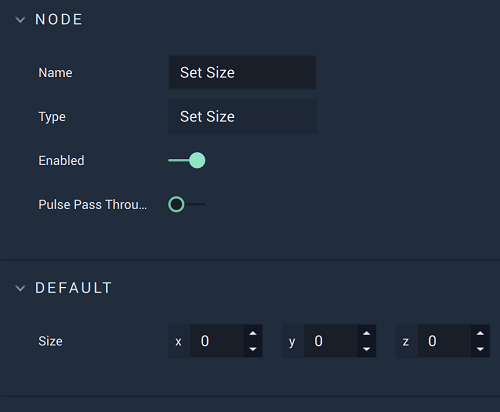 NODE
Name Set Size
Type Set Size
Enabled
Pulse Pass Throu...
DEFAULT
Size x 0 y 0 z 0